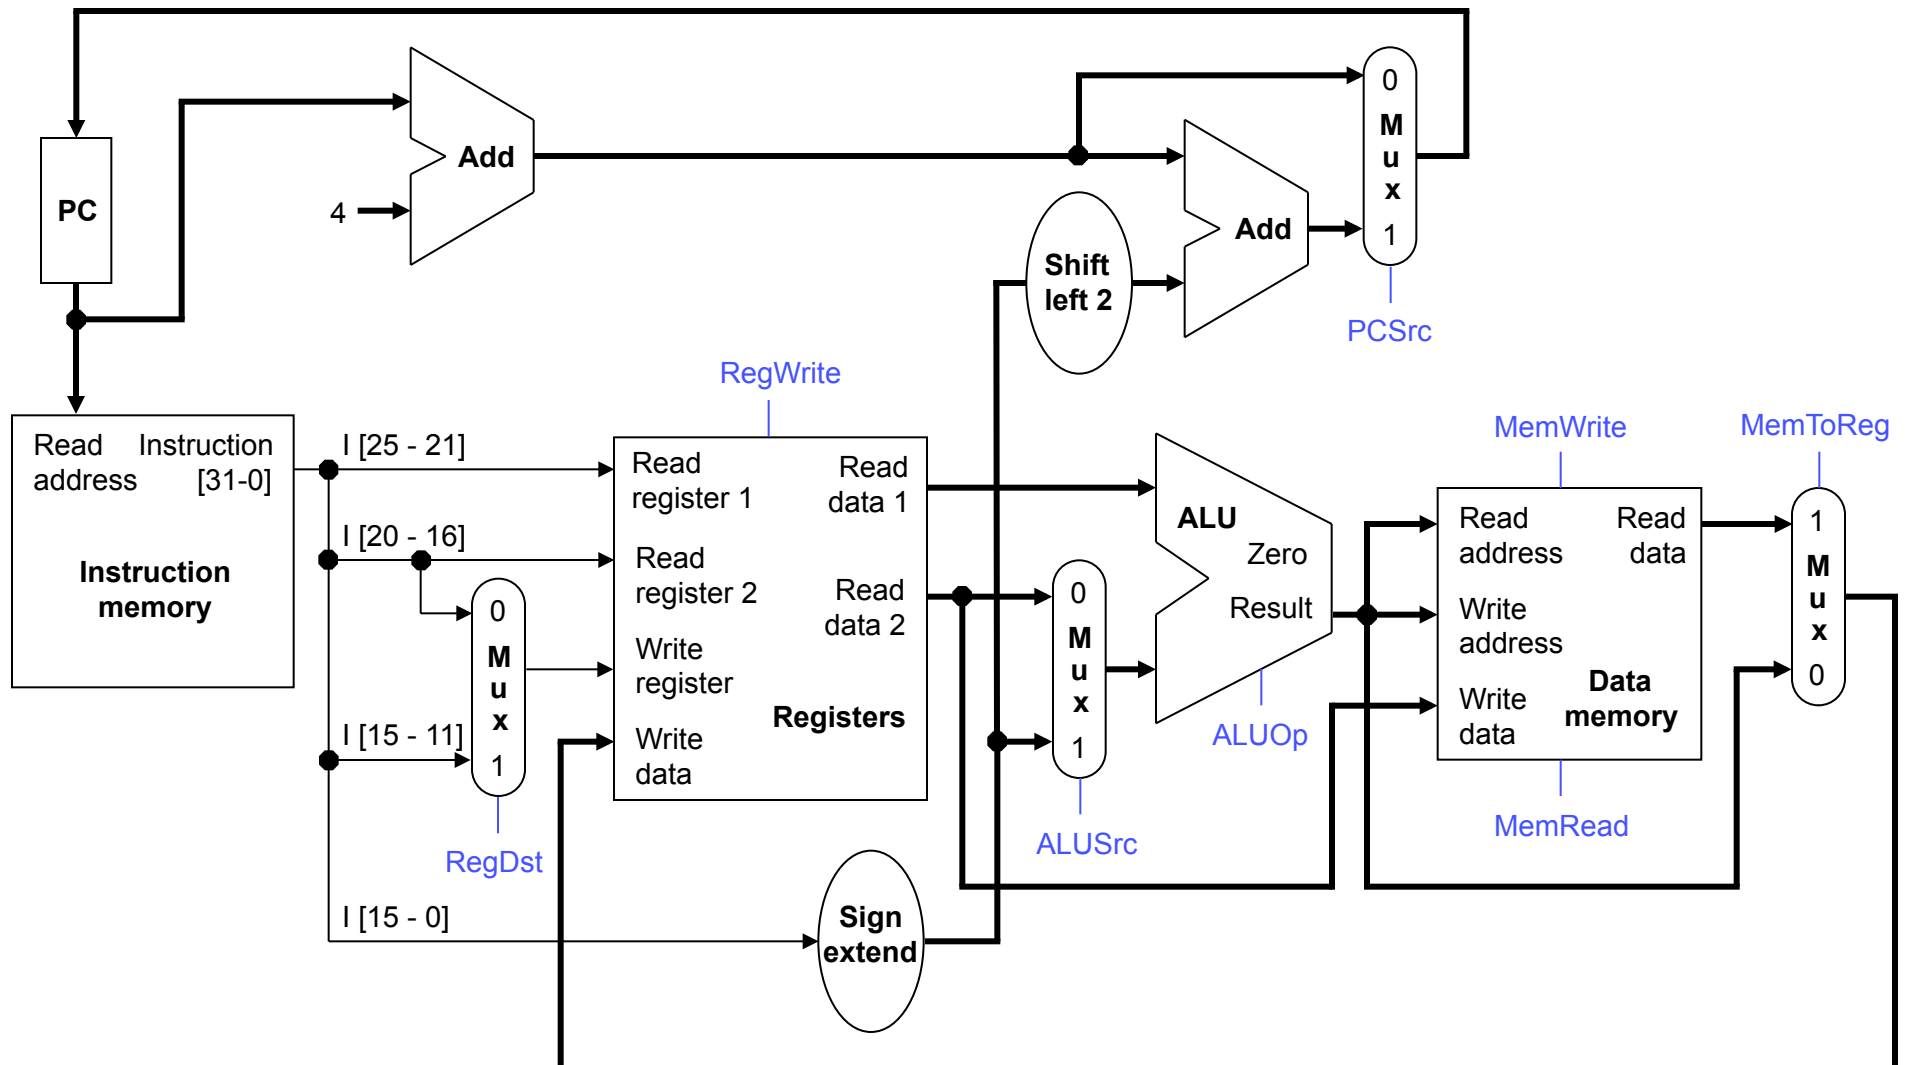 0
M
u
x
1
Add
PC
4
Add
Shift
left 2
PCSrc
RegWrite
Read address
Instruction [31-0]
Instruction
memory
I [25 - 21]
I [20 - 16]
I [15 - 11]
I [15 - 0]
0
M
u
x
1
RegDst
Read
register 1
Read
register 2
Write
register
Write
data
Read
data 1
Read
data 2
Registers
Sign
extend
0
M
u
x
1
ALUSrc
ALU
Zero
Result
ALUOp
MemWrite
Read
address
Write
address
Write
data
Read
data
Data
memory
MemRead
MemToReg
1
M
u
x
0